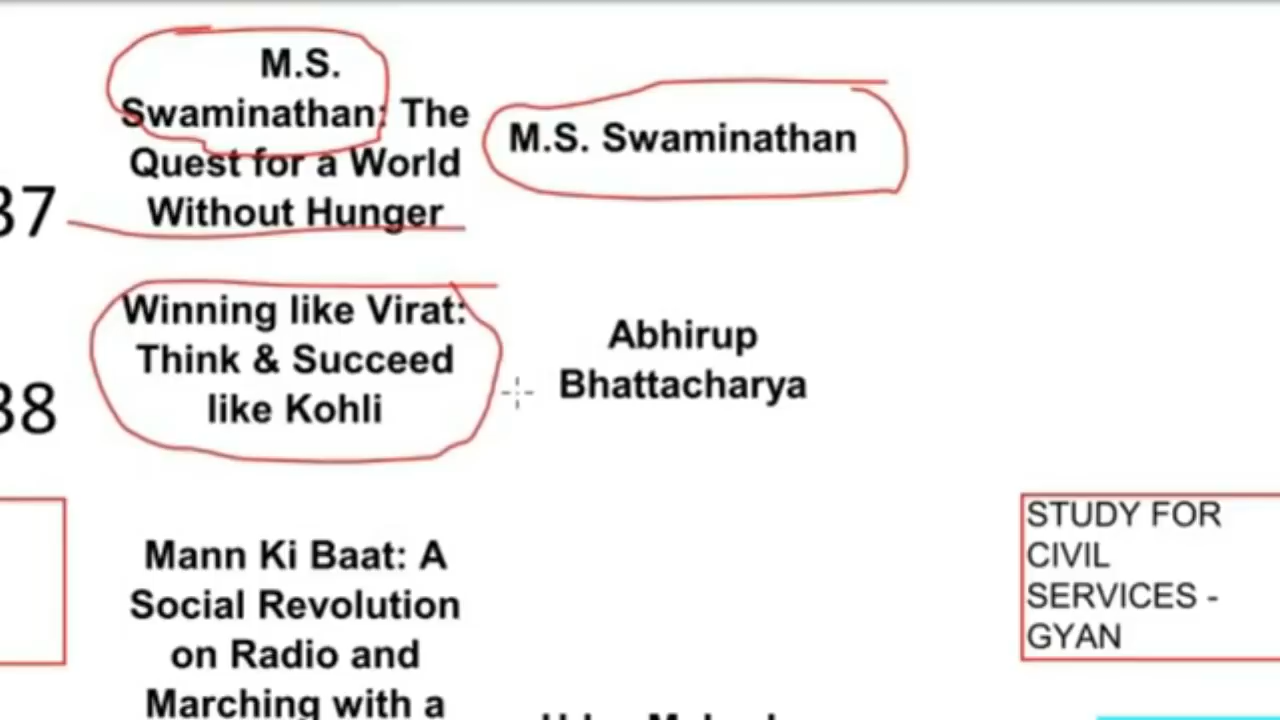 M.S.
Swaminathan: The
Quest for a World
Without Hunger
M.S. Swaminathan
37
Winning like Virat:
Think & Succeed
like Kohli
Abhirup
Bhattacharya
38
Mann Ki Baat: A
Social Revolution
on Radio and
Marching with a
STUDY FOR
CIVIL
SERVICES -
GYAN